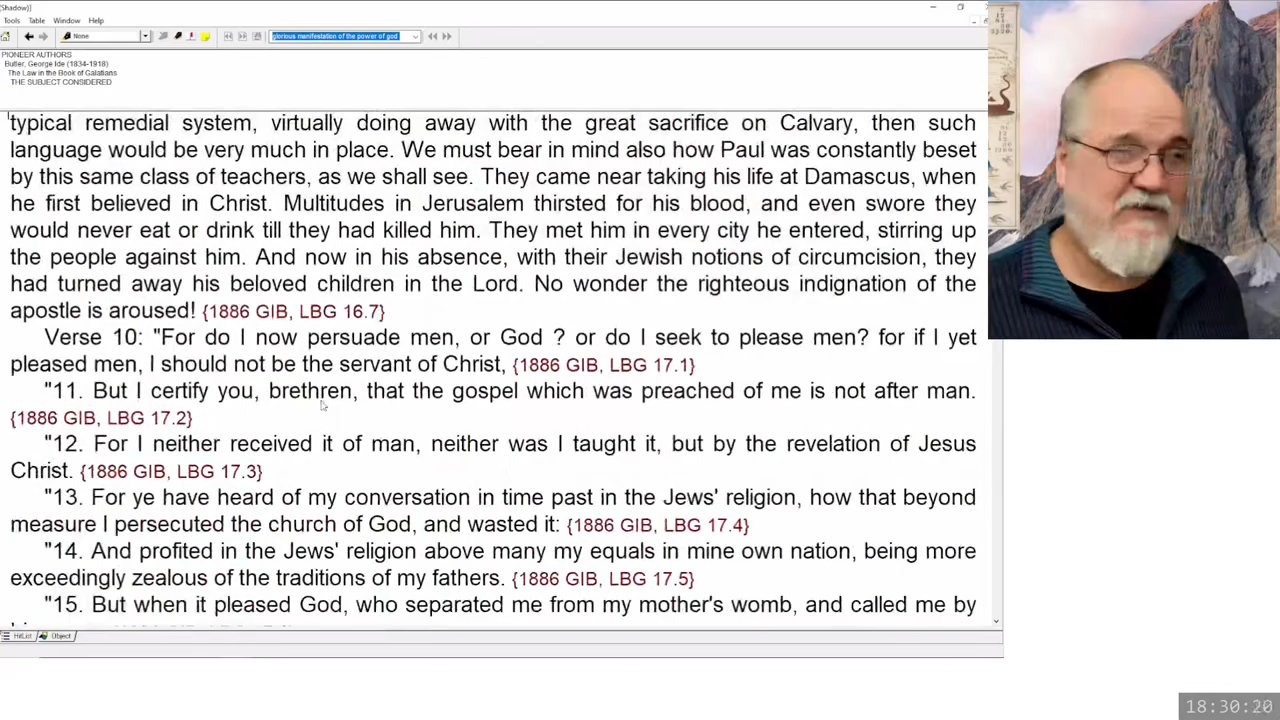 (Shadow)]
Tools Table Window Help
None
glorious manifestation of the power of god
PIONEER AUTHORS
Butler, George Ide (1834-1918)
The Law in the Book of Galatians
THE SUBJECT CONSIDERED
typical remedial system, virtually doing away with the great sacrifice on Calvary, then such
language would be very much in place. We must bear in mind also how Paul was constantly beset
by this same class of teachers, as we shall see. They came near taking his life at Damascus, when
he first believed in Christ. Multitudes in Jerusalem thirsted for his blood, and even swore they
would never eat or drink till they had killed him. They met him in every city he entered, stirring up
the people against him. And now in his absence, with their Jewish notions of circumcision, they
had turned away his beloved children in the Lord. No wonder the righteous indignation of the
apostle is aroused! {1886 GIB, LBG 16.7}
Verse 10: "For do I now persuade men, or God ? or do I seek to please men? for if I yet
pleased men, I should not be the servant of Christ, {1886 GIB, LBG 17.1}
"11. But I certify you, brethren, that the gospel which was preached of me is not after man.
{1886 GIB, LBG 17.2}
"12. For I neither received it of man, neither was I taught it, but by the revelation of Jesus
Christ. {1886 GIB, LBG 17.3}
"13. For ye have heard of my conversation in time past in the Jews' religion, how that beyond
measure I persecuted the church of God, and wasted it: {1886 GIB, LBG 17.4}
"14. And profited in the Jews' religion above many my equals in mine own nation, being more
exceedingly zealous of the traditions of my fathers. {1886 GIB, LBG 17.5}
"15. But when it pleased God, who separated me from my mother's womb, and called me by
HitList Object
18:30:20